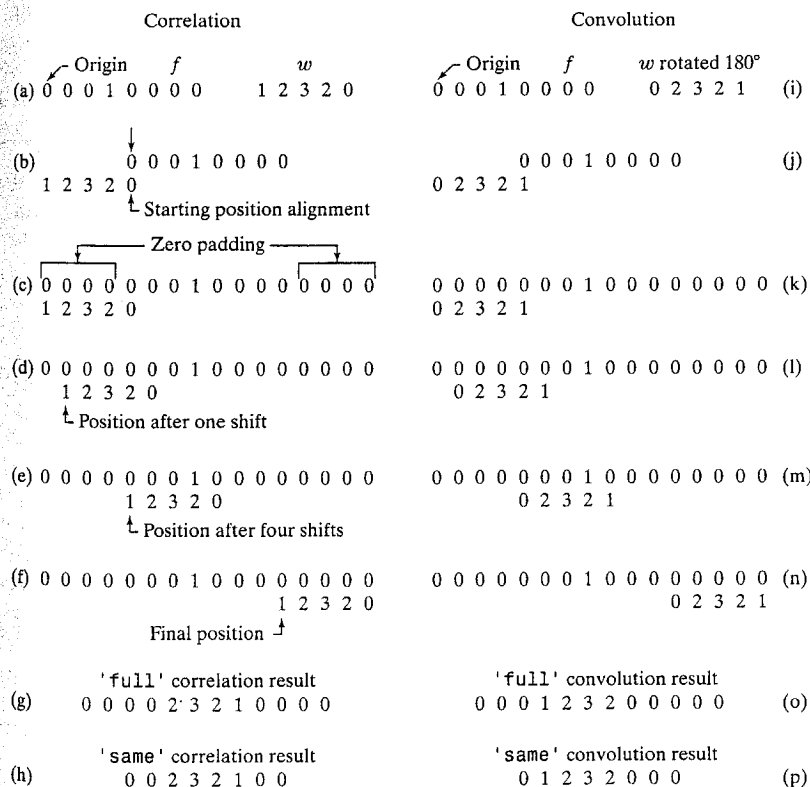 Correlation Convolution
Origin f w Origin f w rotated 180°
(a) 0 0 0 1 0 0 0 0 1 2 3 2 0 0 0 0 1 0 0 0 0 0 2 3 2 1 (i)
(b) 0 0 0 1 0 0 0 0 0 0 0 1 0 0 0 0 (j)
1 2 3 2 0 0 2 3 2 1
Starting position alignment
Zero padding
(c) 0 0 0 0 0 0 0 1 0 0 0 0 0 0 0 0 0 0 0 0 0 0 0 1 0 0 0 0 0 0 0 0 (k)
1 2 3 2 0 0 2 3 2 1
(d) 0 0 0 0 0 0 0 1 0 0 0 0 0 0 0 0 0 0 0 0 0 0 0 1 0 0 0 0 0 0 0 0 (l)
1 2 3 2 0 0 2 3 2 1
Position after one shift
(e) 0 0 0 0 0 0 0 1 0 0 0 0 0 0 0 0 0 0 0 0 0 0 0 1 0 0 0 0 0 0 0 0 (m)
1 2 3 2 0 0 2 3 2 1
Position after four shifts
(f) 0 0 0 0 0 0 0 1 0 0 0 0 0 0 0 0 0 0 0 0 0 0 0 1 0 0 0 0 0 0 0 0 (n)
1 2 3 2 0 0 2 3 2 1
Final position
'full' correlation result 'full' convolution result
(g) 0 0 0 0 2 3 2 1 0 0 0 0 0 0 0 1 2 3 2 0 0 0 0 0 (o)
'same' correlation result 'same' convolution result
(h) 0 0 2 3 2 1 0 0 0 1 2 3 2 0 0 0 (p)